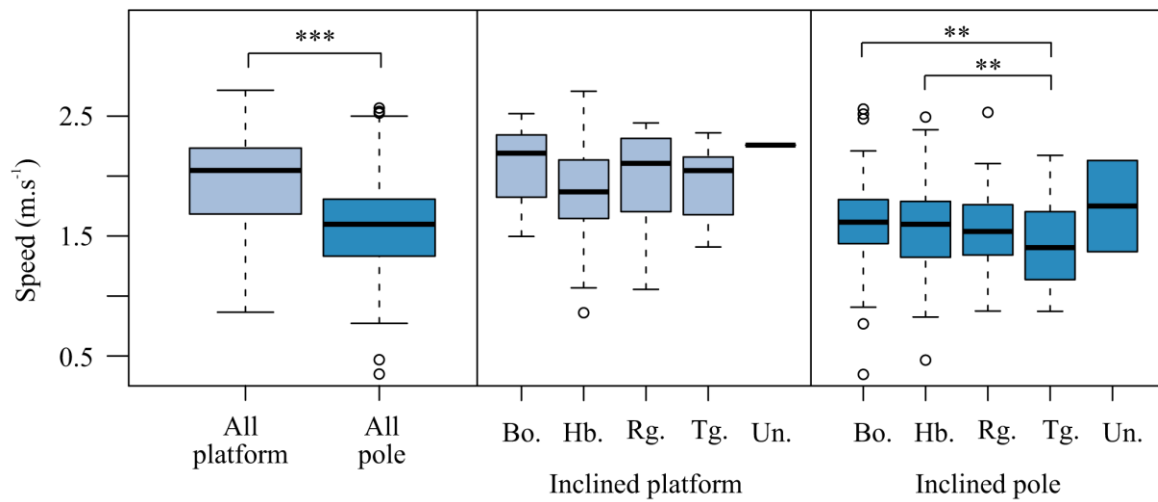 ***
**
**
2.5
1.5
0.5
Speed (m.s⁻¹)
All platform
All pole
Bo. Hb. Rg. Tg. Un.
Inclined platform
Bo. Hb. Rg. Tg. Un.
Inclined pole